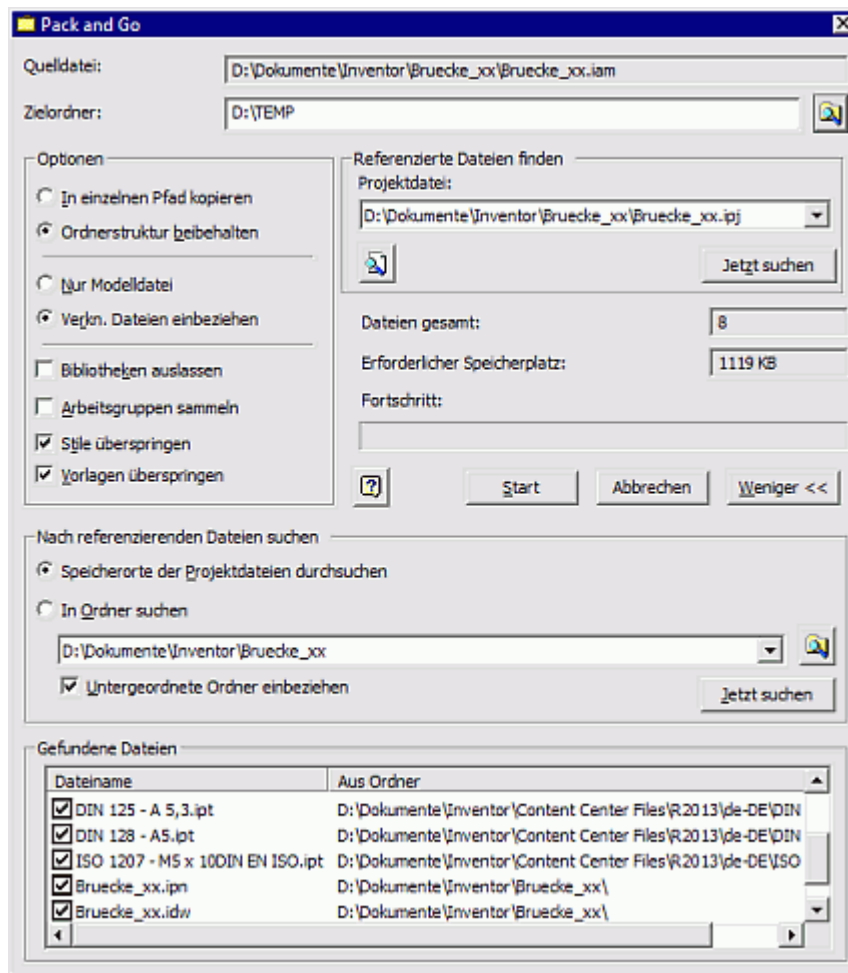 Pack and Go
Quelldatei: D:\Dokumente\Inventor\Bruecke_xx\Bruecke_xx.iam
Zielordner: D:\TEMP
Optionen
In einzelnen Pfad kopieren
Ordnerstruktur beibehalten
Nur Modelldatei
Verkn. Dateien einbeziehen
Bibliotheken auslassen
Arbeitsgruppen sammeln
Stile überspringen
Vorlagen überspringen
Referenzierte Dateien finden
Projektdatei:
D:\Dokumente\Inventor\Bruecke_xx\Bruecke_xx.ipj
Jetzt suchen
Dateien gesamt: 8
Erforderlicher Speicherplatz: 1119 KB
Fortschritt:
Start Abbrechen Weniger <<
Nach referenzierenden Dateien suchen
Speicherorte der Projektdateien durchsuchen
In Ordner suchen
D:\Dokumente\Inventor\Bruecke_xx
Untergeordnete Ordner einbeziehen
Jetzt suchen
Gefundene Dateien
Dateiname Aus Ordner
DIN 125 - A 5,3.ipt D:\Dokumente\Inventor\Content Center Files\R2013\de-DE\DIN
DIN 128 - A5.ipt D:\Dokumente\Inventor\Content Center Files\R2013\de-DE\DIN
ISO 1207 - M5 x 10DIN EN ISO.ipt D:\Dokumente\Inventor\Content Center Files\R2013\de-DE\ISO
Bruecke_xx.ipn D:\Dokumente\Inventor\Bruecke_xx\
Bruecke_xx.idw D:\Dokumente\Inventor\Bruecke_xx\